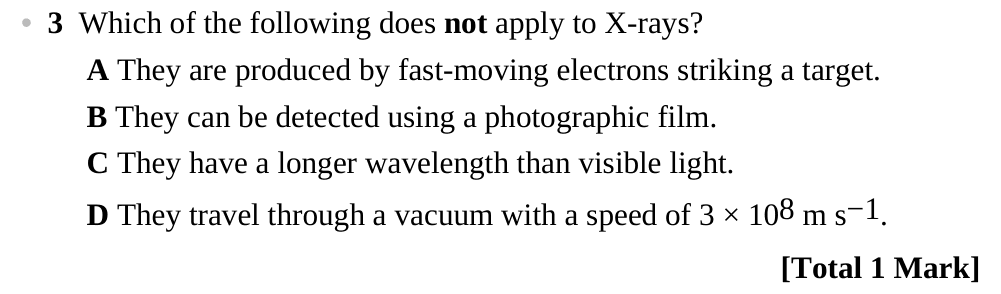 • 3 Which of the following does not apply to X-rays?
A They are produced by fast-moving electrons striking a target.
B They can be detected using a photographic film.
C They have a longer wavelength than visible light.
D They travel through a vacuum with a speed of 3 × 10⁸ m s⁻¹.
[Total 1 Mark]